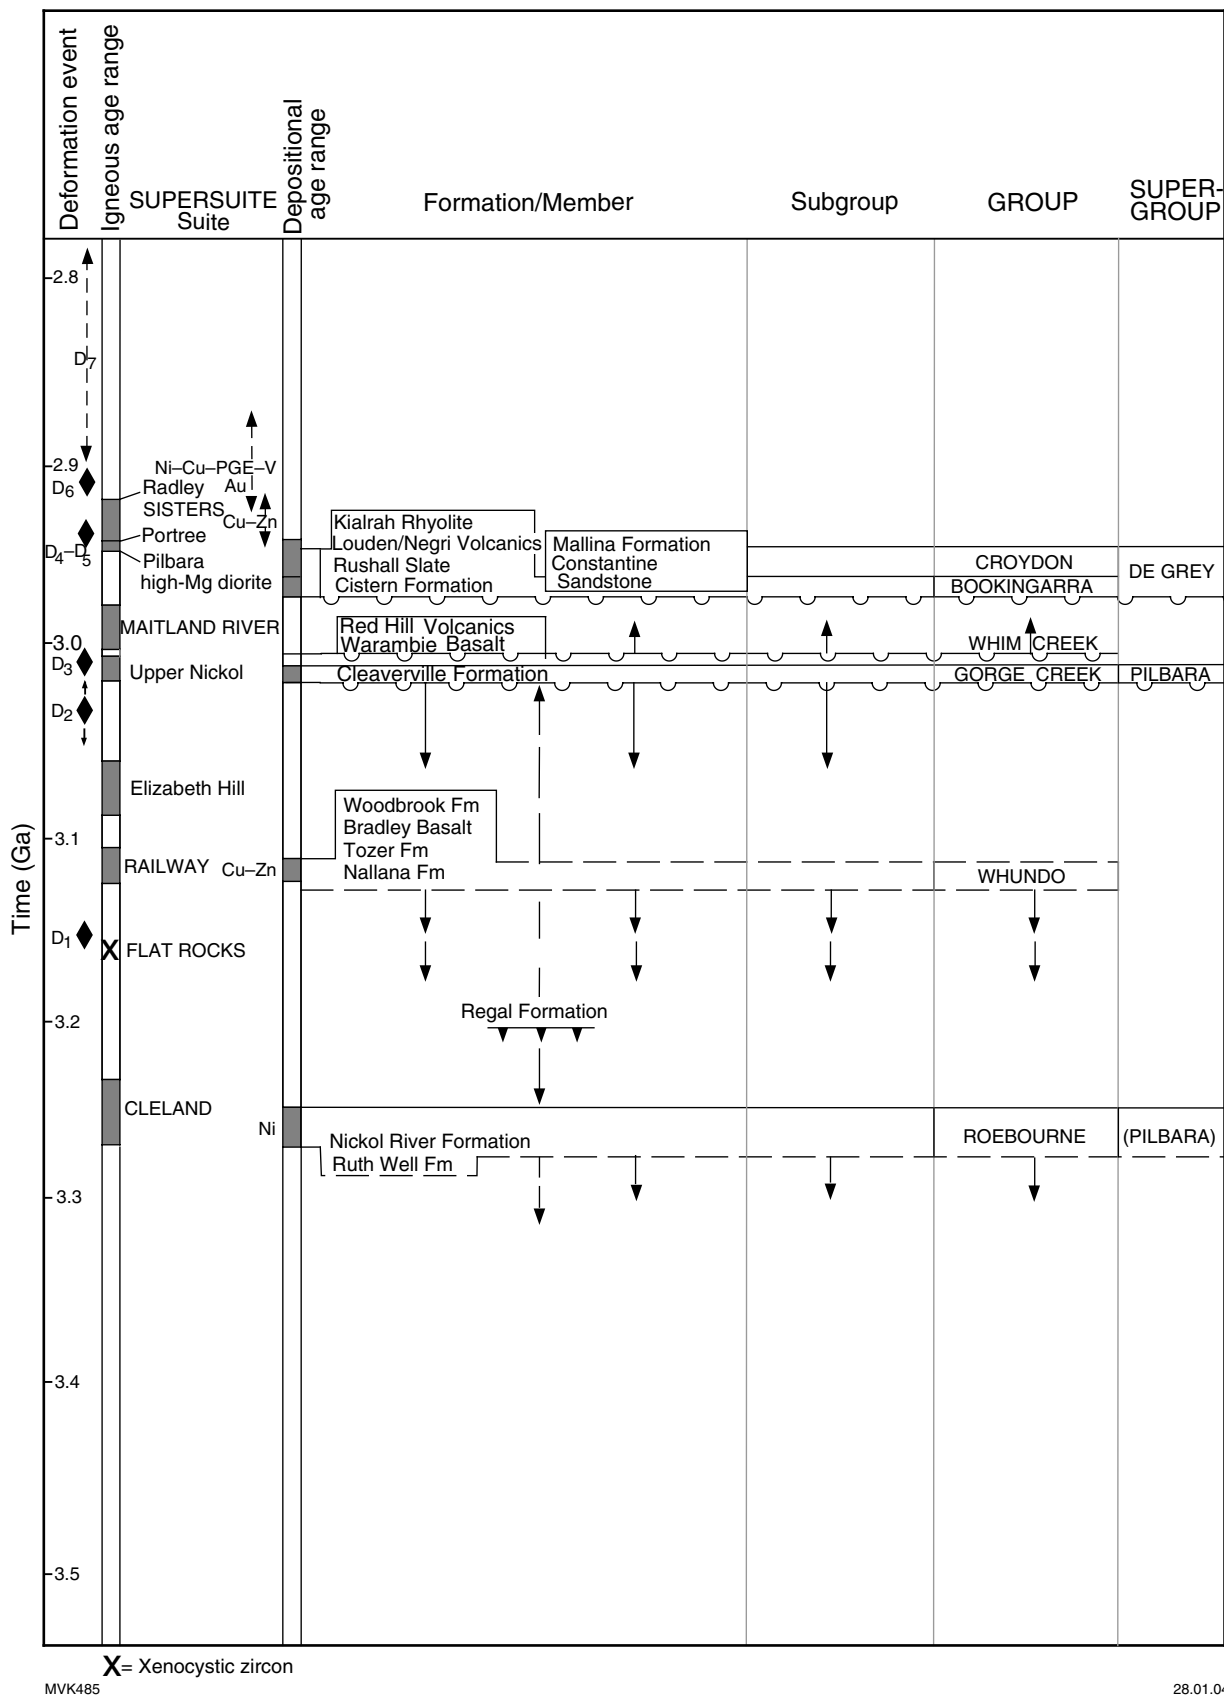 Deformation event
Igneous age range
SUPERSUITE
Suite
Depositional
age range
Formation/Member
Subgroup
GROUP
SUPER-
GROUP
Time (Ga)
2.8
D7
2.9
D6
Ni–Cu–PGE–V
Radley
Au
SISTERS
Cu–Zn
Portree
D4–D5
Pilbara
high-Mg diorite
Kialrah Rhyolite
Louden/Negri Volcanics
Rushall Slate
Cistern Formation
Mallina Formation
Constantine
Sandstone
CROYDON
BOOKINGARRA
DE GREY
MAITLAND RIVER
Red Hill Volcanics
Warambie Basalt
WHIM CREEK
3.0
D3
Upper Nickol
Cleaverville Formation
GORGE CREEK
PILBARA
D2
Elizabeth Hill
3.1
RAILWAY
Cu–Zn
Woodbrook Fm
Bradley Basalt
Tozer Fm
Nallana Fm
WHUNDO
D1
X
FLAT ROCKS
Regal Formation
3.2
CLELAND
Ni
Nickol River Formation
Ruth Well Fm
ROEBOURNE
(PILBARA)
3.3
3.4
3.5
X= Xenocystic zircon
MVK485
28.01.04